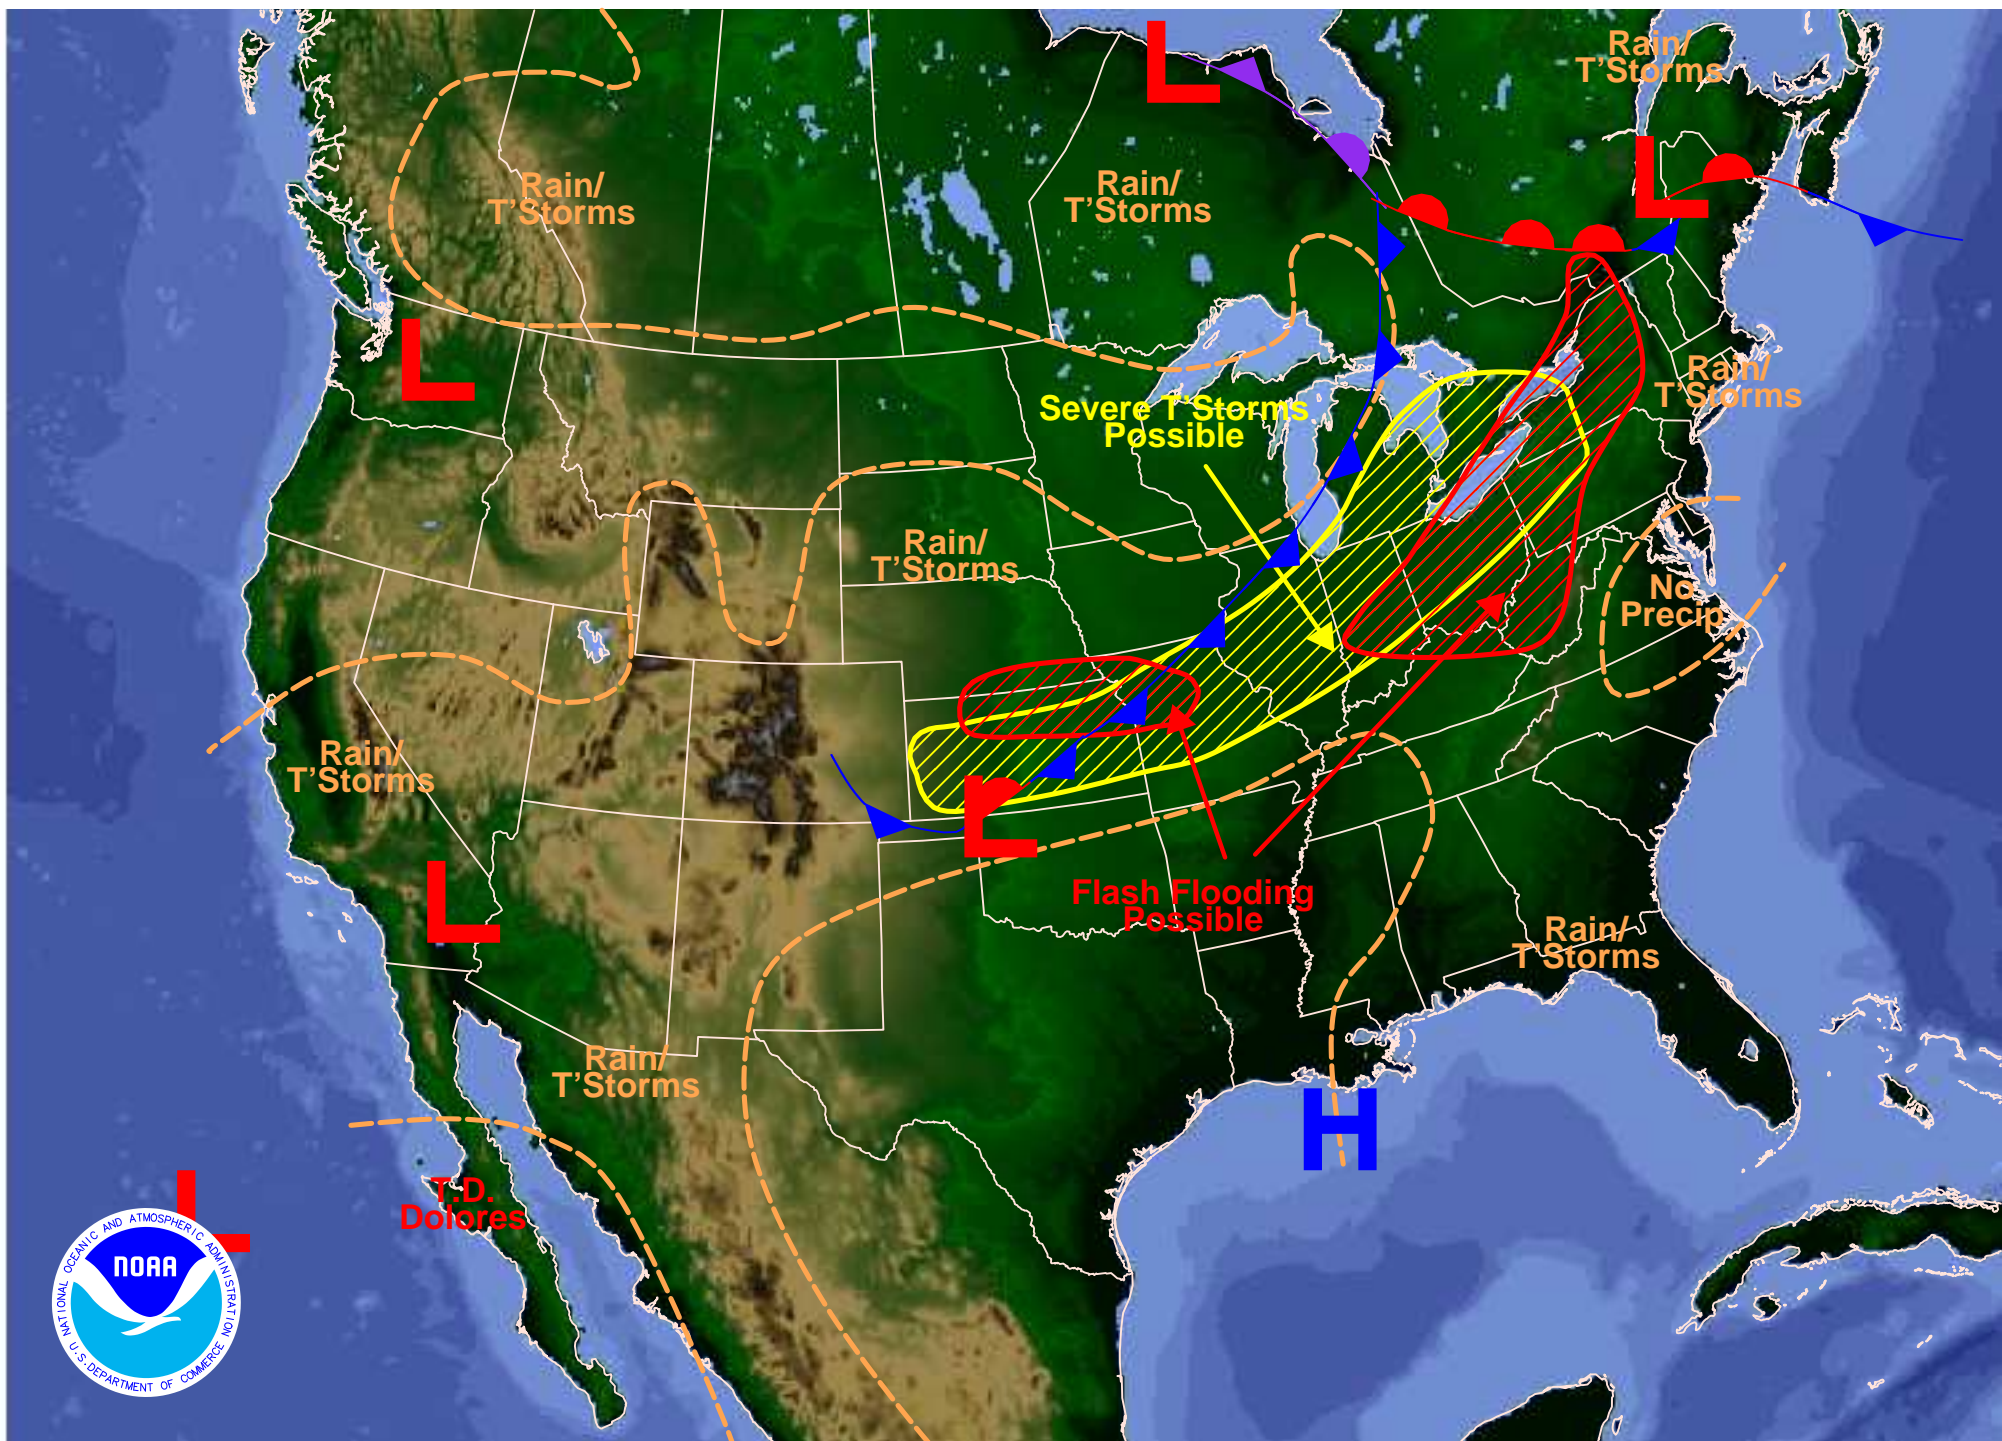 Rain/
T'Storms
L
Rain/
T'Storms
Rain/
T'Storms
L
L
Severe T'Storms
Possible
Rain/
T'Storms
Rain/
T'Storms
No
Precip
Rain/
T'Storms
L
L
Flash Flooding
Possible
Rain/
T'Storms
Rain/
T'Storms
H
L
T.D.
Dolores
NATIONAL OCEANIC AND ATMOSPHERIC ADMINISTRATION
NOAA
U.S. DEPARTMENT OF COMMERCE